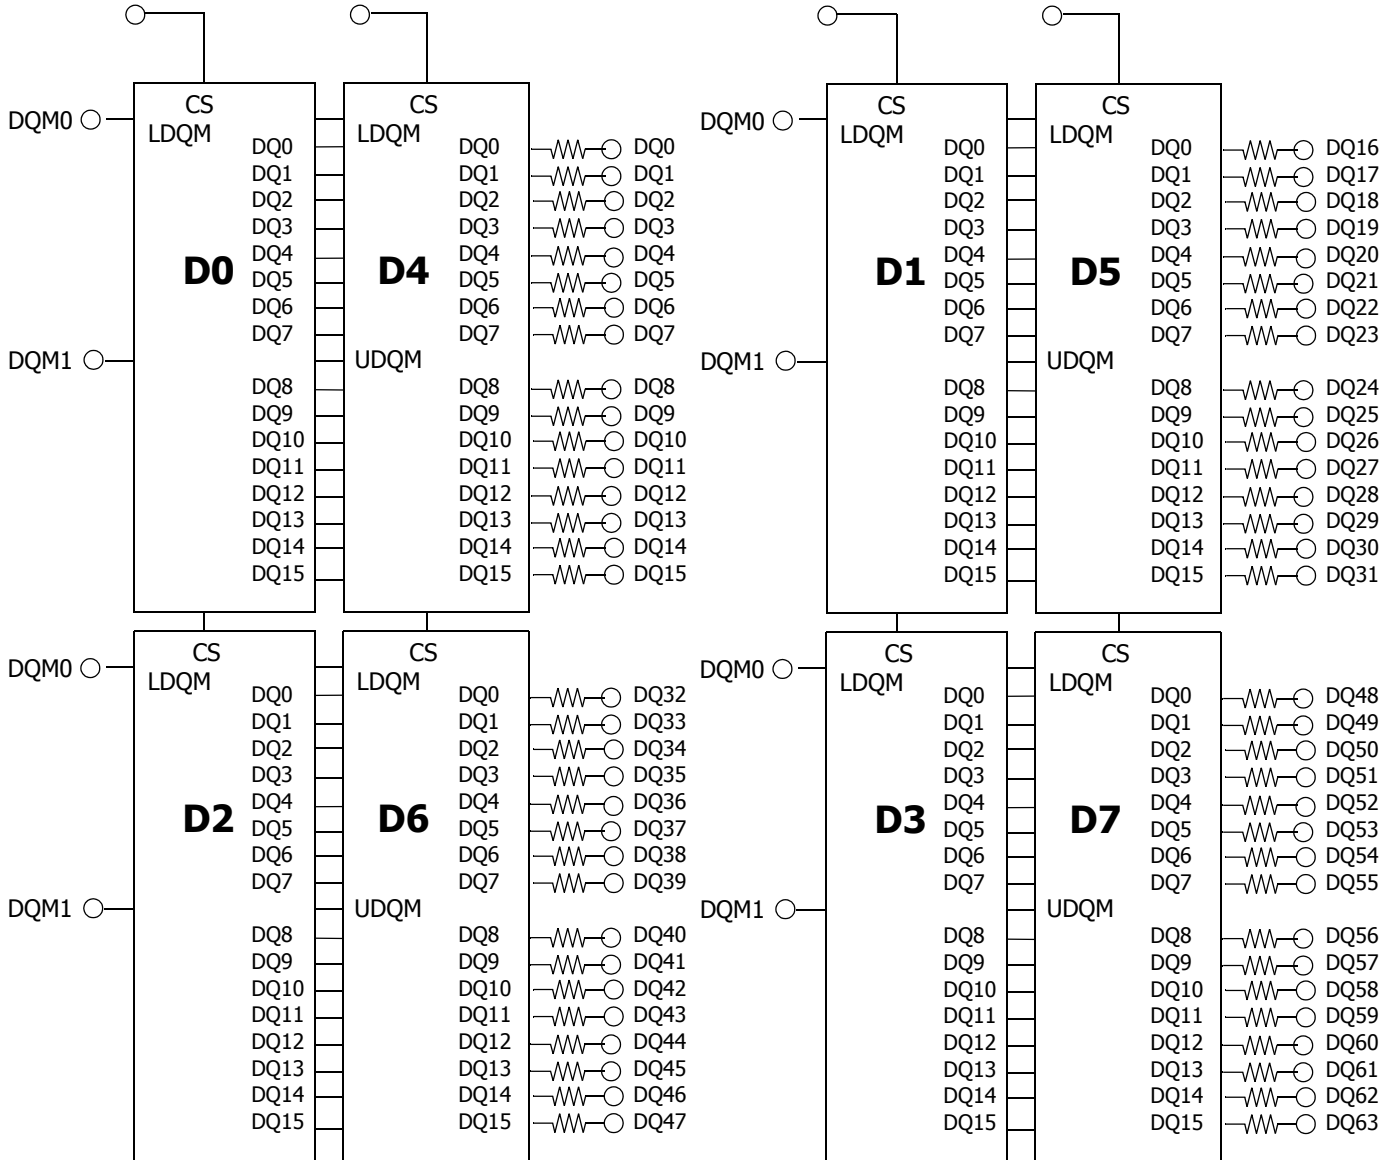 CS CS CS CS
DQM0 LDQM LDQM DQM0 LDQM LDQM
DQ0 DQ0 DQ0 DQ0 DQ0 DQ16
DQ1 DQ1 DQ1 DQ1 DQ1 DQ17
DQ2 DQ2 DQ2 DQ2 DQ2 DQ18
DQ3 DQ3 DQ3 DQ3 DQ3 DQ19
DQ4 DQ4 DQ4 DQ4 DQ4 DQ20
D0 D4 D1 D5
DQ5 DQ5 DQ5 DQ5 DQ5 DQ21
DQ6 DQ6 DQ6 DQ6 DQ6 DQ22
DQ7 DQ7 DQ7 DQ7 DQ7 DQ23
DQM1 UDQM DQM1 UDQM
DQ8 DQ8 DQ8 DQ8 DQ8 DQ24
DQ9 DQ9 DQ9 DQ9 DQ9 DQ25
DQ10 DQ10 DQ10 DQ10 DQ10 DQ26
DQ11 DQ11 DQ11 DQ11 DQ11 DQ27
DQ12 DQ12 DQ12 DQ12 DQ12 DQ28
DQ13 DQ13 DQ13 DQ13 DQ13 DQ29
DQ14 DQ14 DQ14 DQ14 DQ14 DQ30
DQ15 DQ15 DQ15 DQ15 DQ15 DQ31
CS CS CS CS
DQM0 LDQM LDQM DQM0 LDQM LDQM
DQ0 DQ0 DQ32 DQ0 DQ0 DQ48
DQ1 DQ1 DQ33 DQ1 DQ1 DQ49
DQ2 DQ2 DQ34 DQ2 DQ2 DQ50
DQ3 DQ3 DQ35 DQ3 DQ3 DQ51
DQ4 DQ4 DQ36 DQ4 DQ4 DQ52
D2 D6 D3 D7
DQ5 DQ5 DQ37 DQ5 DQ5 DQ53
DQ6 DQ6 DQ38 DQ6 DQ6 DQ54
DQ7 DQ7 DQ39 DQ7 DQ7 DQ55
DQM1 UDQM DQM1 UDQM
DQ8 DQ8 DQ40 DQ8 DQ8 DQ56
DQ9 DQ9 DQ41 DQ9 DQ9 DQ57
DQ10 DQ10 DQ42 DQ10 DQ10 DQ58
DQ11 DQ11 DQ43 DQ11 DQ11 DQ59
DQ12 DQ12 DQ44 DQ12 DQ12 DQ60
DQ13 DQ13 DQ45 DQ13 DQ13 DQ61
DQ14 DQ14 DQ46 DQ14 DQ14 DQ62
DQ15 DQ15 DQ47 DQ15 DQ15 DQ63